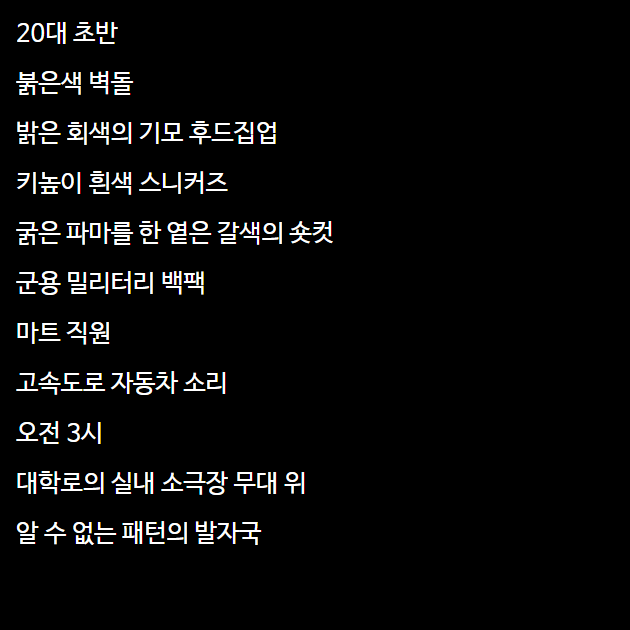 20대 초반
붉은색 벽돌
밝은 회색의 기모 후드집업
키높이 흰색 스니커즈
굵은 파마를 한 옅은 갈색의 숏컷
군용 밀리터리 백팩
마트 직원
고속도로 자동차 소리
오전 3시
대학로의 실내 소극장 무대 위
알 수 없는 패턴의 발자국